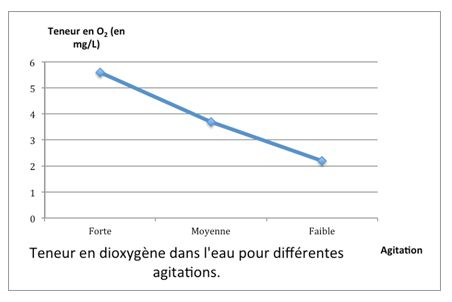 Teneur en O₂ (en
mg/L)
6
5
4
3
2
1
0
Forte Moyenne Faible
Agitation
Teneur en dioxygène dans l'eau pour différentes
agitations.